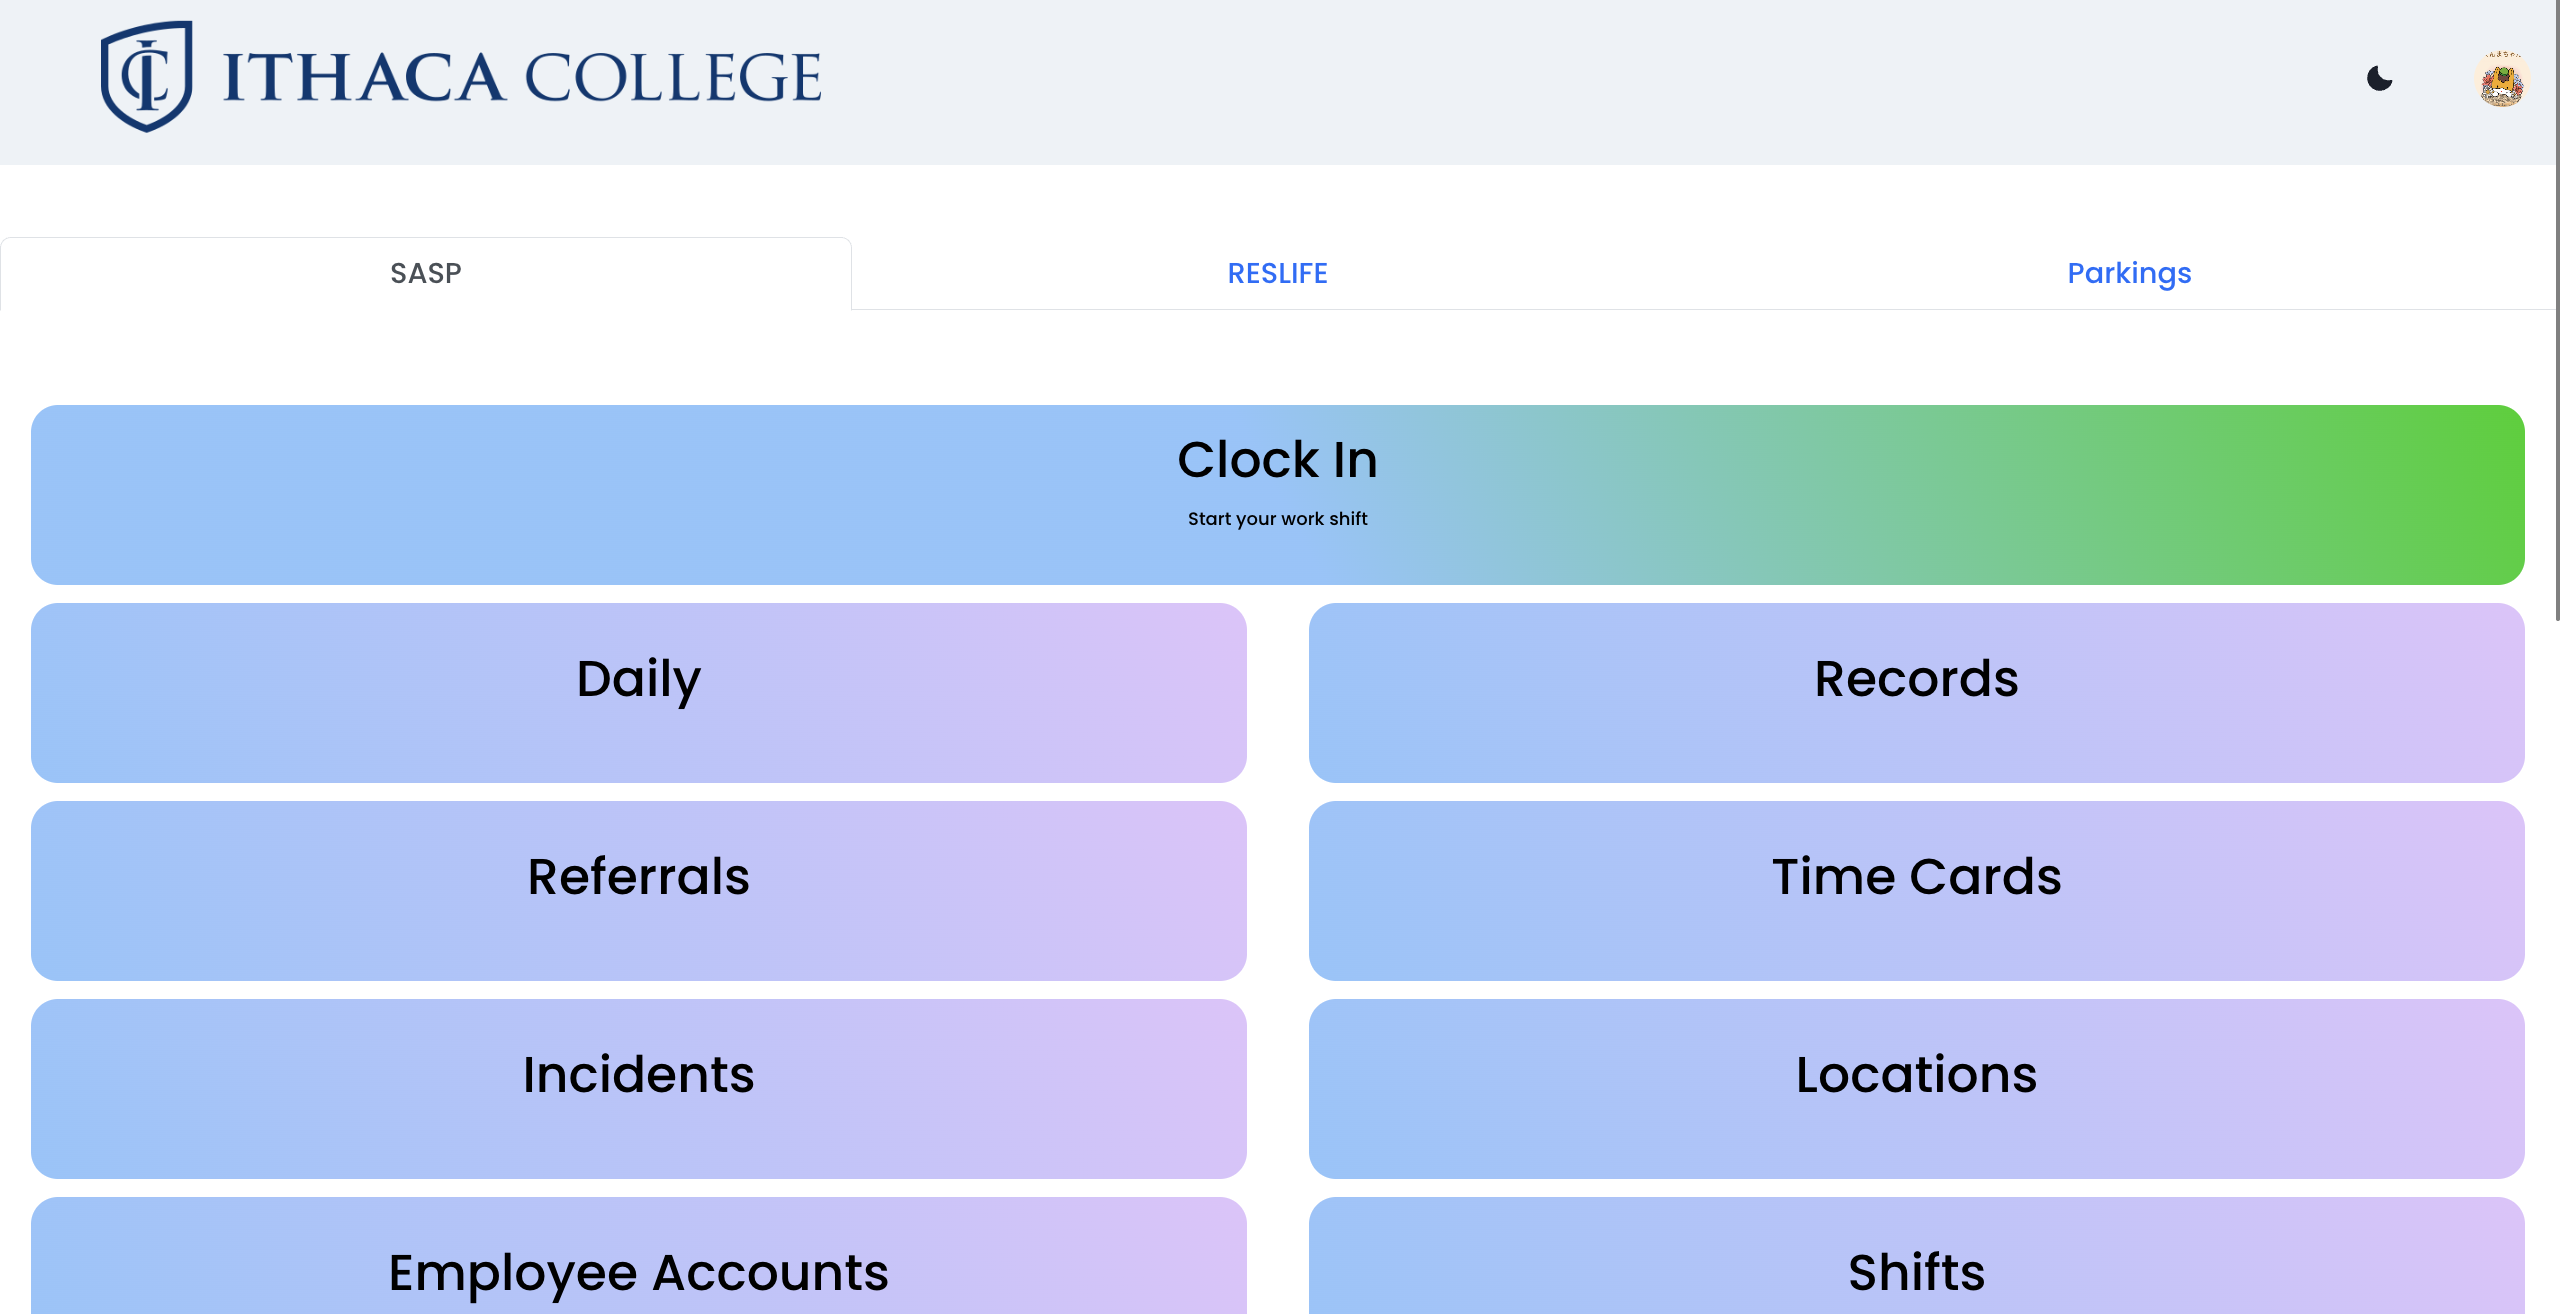 ITHACA COLLEGE
SASP
RESLIFE
Parkings
Clock In
Start your work shift
Daily
Records
Referrals
Time Cards
Incidents
Locations
Employee Accounts
Shifts